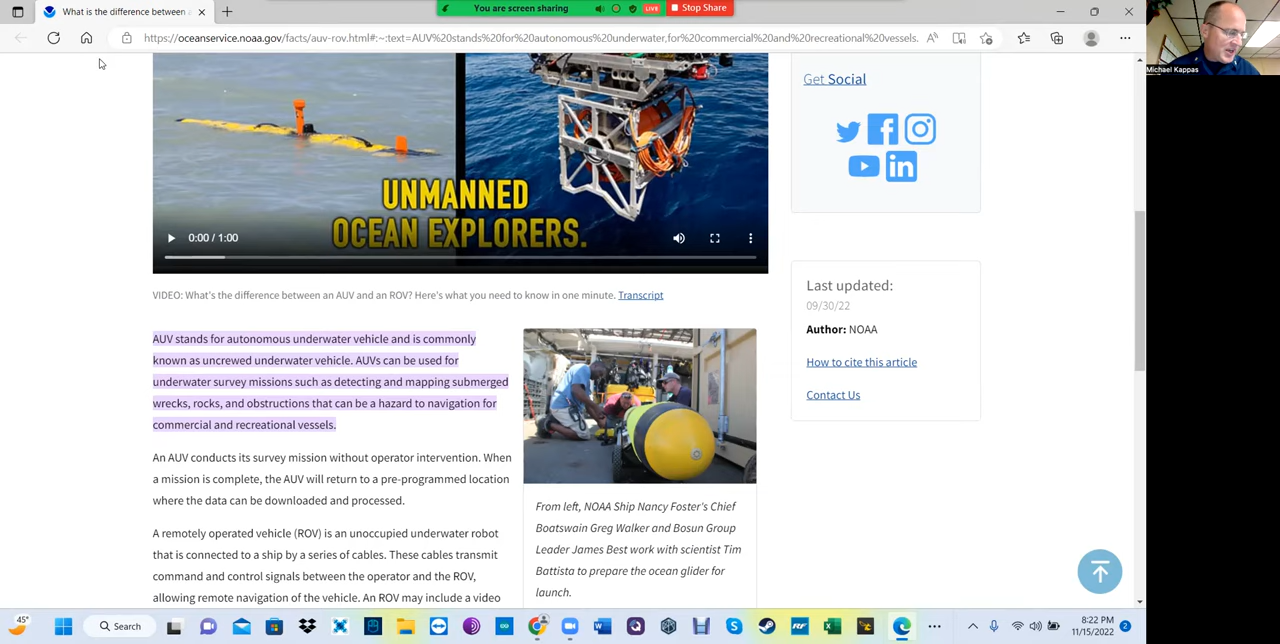 What is the difference between a
You are screen sharing
LIVE
Stop Share
https://oceanservice.noaa.gov/facts/auv-rov.html#:~:text=AUV%20stands%20for%20autonomous%20underwater,for%20commercial%20and%20recreational%20vessels.
Michael Kappas
UNMANNED
OCEAN EXPLORERS.
0:00 / 1:00
Get Social
VIDEO: What's the difference between an AUV and an ROV? Here's what you need to know in one minute. Transcript
Last updated:
09/30/22
Author: NOAA
How to cite this article
Contact Us
AUV stands for autonomous underwater vehicle and is commonly
known as uncrewed underwater vehicle. AUVs can be used for
underwater survey missions such as detecting and mapping submerged
wrecks, rocks, and obstructions that can be a hazard to navigation for
commercial and recreational vessels.
An AUV conducts its survey mission without operator intervention. When
a mission is complete, the AUV will return to a pre-programmed location
where the data can be downloaded and processed.
A remotely operated vehicle (ROV) is an unoccupied underwater robot
that is connected to a ship by a series of cables. These cables transmit
command and control signals between the operator and the ROV,
allowing remote navigation of the vehicle. An ROV may include a video
From left, NOAA Ship Nancy Foster's Chief
Boatswain Greg Walker and Bosun Group
Leader James Best work with scientist Tim
Battista to prepare the ocean glider for
launch.
45°
Search
8:22 PM
11/15/2022
2